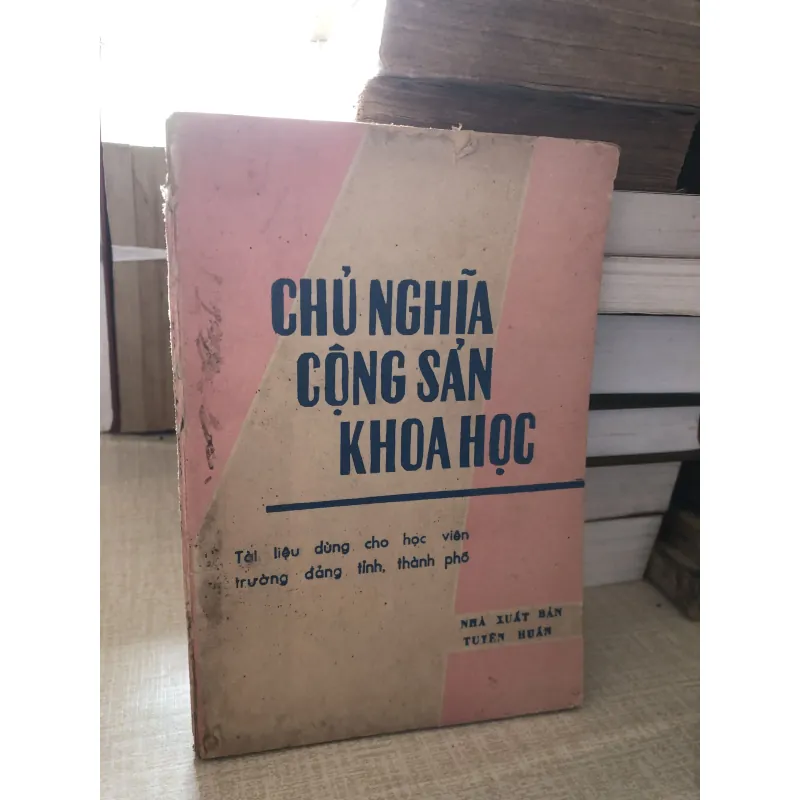 CHỦ NGHĨA
CỘNG SẢN
KHOA HỌC
Tài liệu dùng cho học viên
trường đảng tỉnh, thành phố
NHÀ XUẤT BẢN
TUYÊN HUẤN